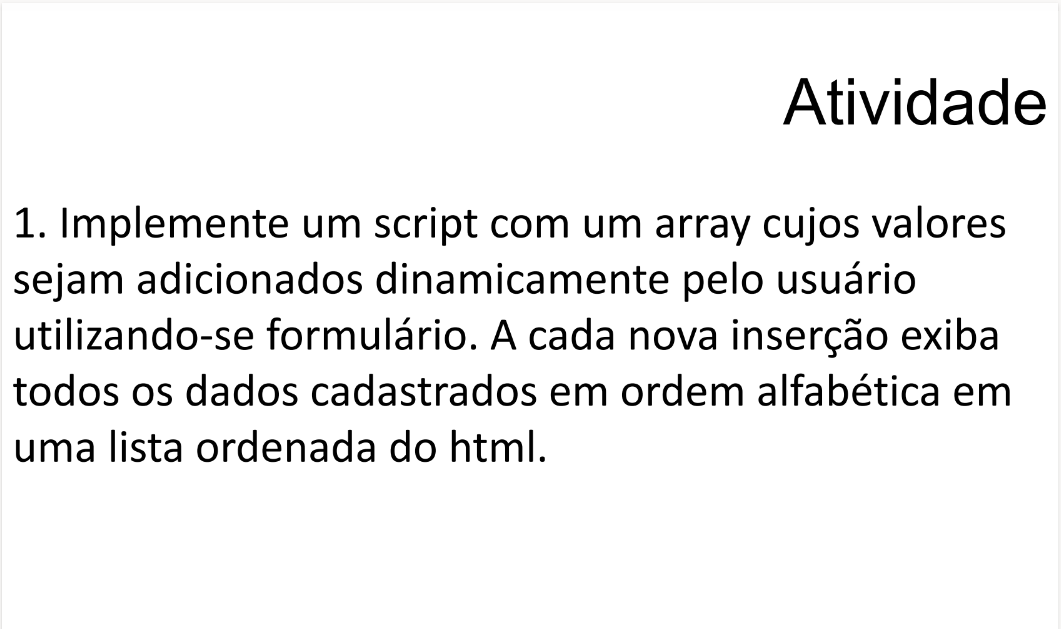 Atividade
1. Implemente um script com um array cujos valores
sejam adicionados dinamicamente pelo usuário
utilizando-se formulário. A cada nova inserção exiba
todos os dados cadastrados em ordem alfabética em
uma lista ordenada do html.